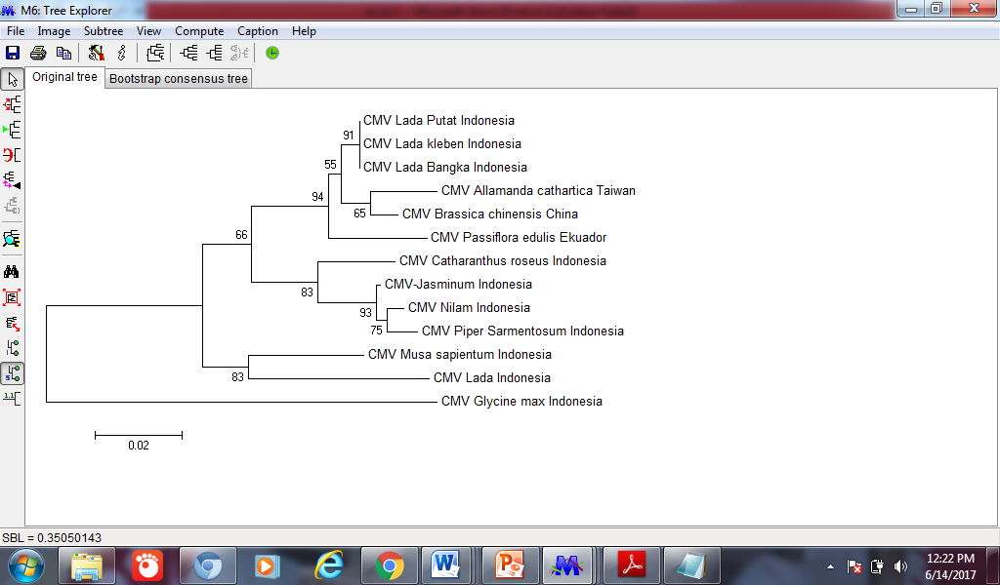 M6: Tree Explorer
File Image Subtree View Compute Caption Help
Original tree Bootstrap consensus tree
CMV Lada Putat Indonesia
91
CMV Lada kleben Indonesia
55
CMV Lada Bangka Indonesia
94
CMV Allamanda cathartica Taiwan
65
CMV Brassica chinensis China
66
CMV Passiflora edulis Ekuador
CMV Catharanthus roseus Indonesia
83
CMV-Jasminum Indonesia
93
CMV Nilam Indonesia
75
CMV Piper Sarmentosum Indonesia
CMV Musa sapientum Indonesia
83
CMV Lada Indonesia
CMV Glycine max Indonesia
0.02
SBL = 0.35050143
12:22 PM
6/14/2017